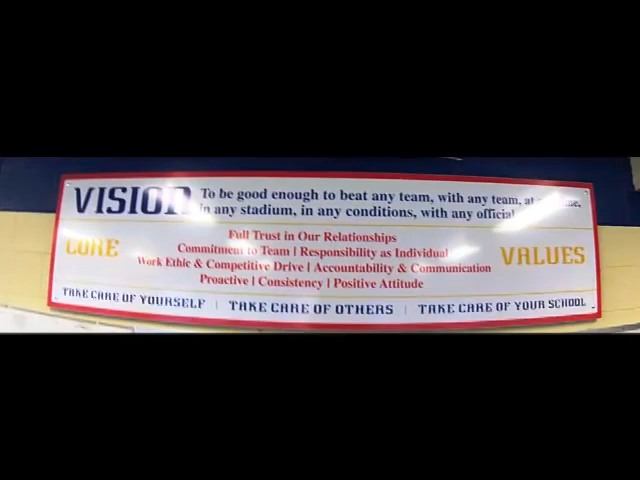 VISION
To be good enough to beat any team, with any team, at
in any stadium, in any conditions, with any official
CORE
VALUES
Full Trust in Our Relationships
Commitment to Team | Responsibility as Individual
Work Ethic & Competitive Drive | Accountability & Communication
Proactive | Consistency | Positive Attitude
TAKE CARE OF YOURSELF | TAKE CARE OF OTHERS | TAKE CARE OF YOUR SCHOOL